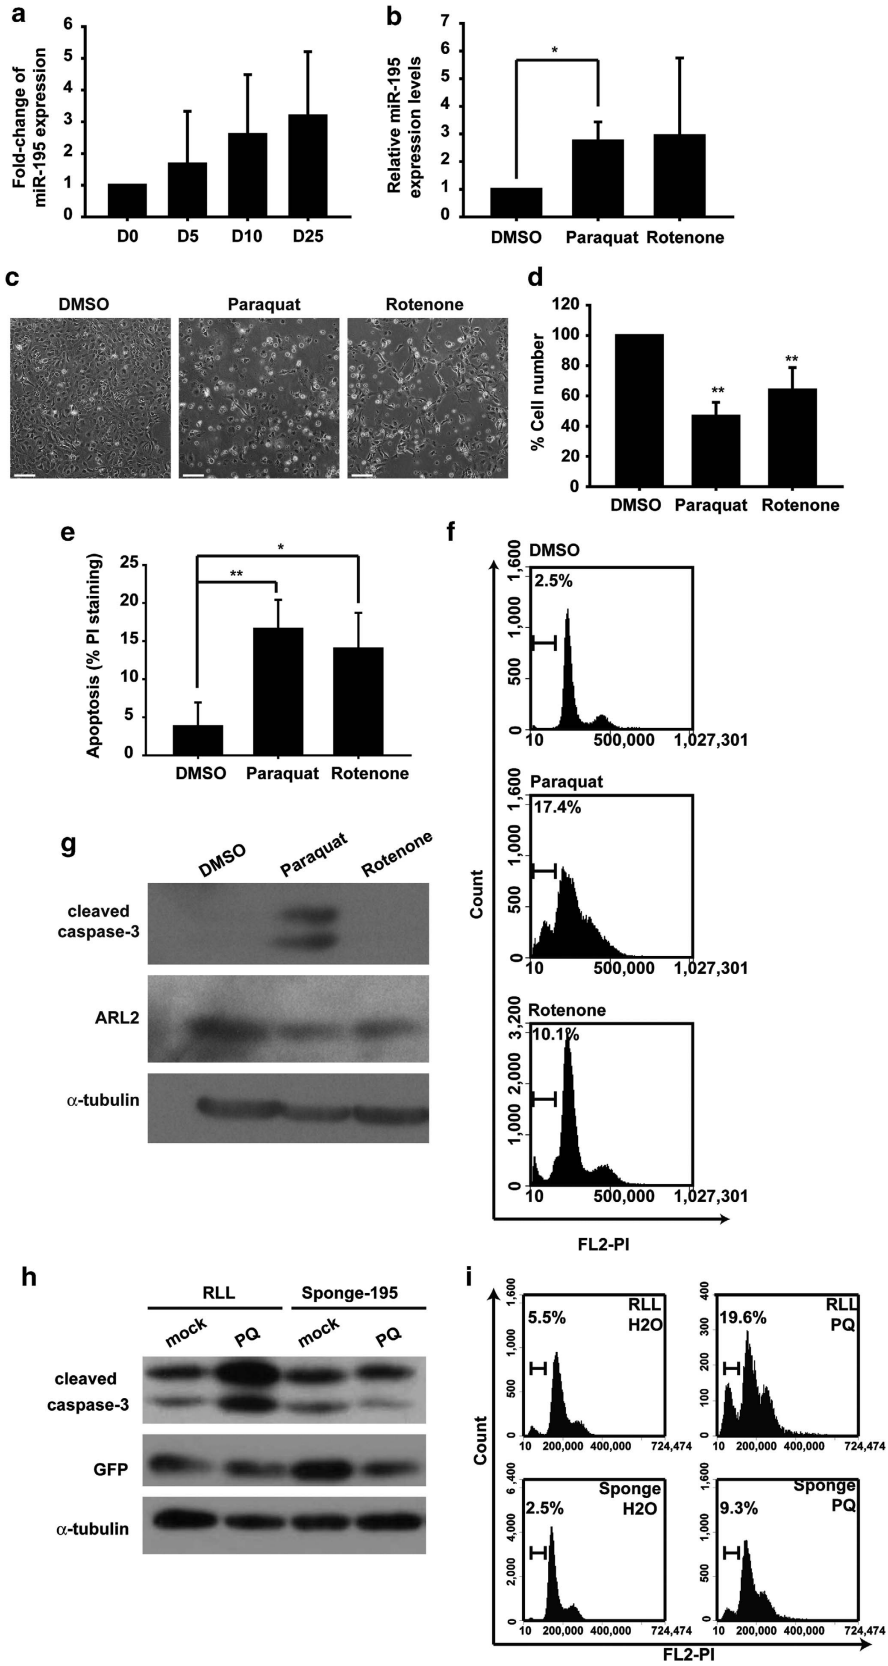 a
Fold-change of
miR-195 expression
6
5
4
3
2
1
0
D0 D5 D10 D25
b
Relative miR-195
expression levels
7
6
5
4
3
2
1
0
*
DMSO Paraquat Rotenone
c
DMSO Paraquat Rotenone
d
% Cell number
120
100
80
60
40
20
0
** **
DMSO Paraquat Rotenone
e
Apoptosis (% PI staining)
25
20
15
10
5
0
*
**
DMSO Paraquat Rotenone
f
Count
DMSO
2.5%
1,600
1,000
500
0
10 500,000 1,027,301
Paraquat
17.4%
1,600
1,000
500
0
10 500,000 1,027,301
Rotenone
10.1%
3,200
2,000
1,000
0
10 500,000 1,027,301
FL2-PI
g
DMSO Paraquat Rotenone
cleaved
caspase-3
ARL2
α-tubulin
h
RLL Sponge-195
mock PQ mock PQ
cleaved
caspase-3
GFP
α-tubulin
i
Count
RLL
H2O
5.5%
1,600
1,000
500
0
10 200,000 400,000 724,474
RLL
PQ
19.6%
400
300
200
100
0
10 200,000 400,000 724,474
Sponge
H2O
2.5%
6,400
4,000
2,000
0
10 200,000 400,000 724,474
Sponge
PQ
9.3%
1,600
1,000
500
0
10 200,000 400,000 724,474
FL2-PI